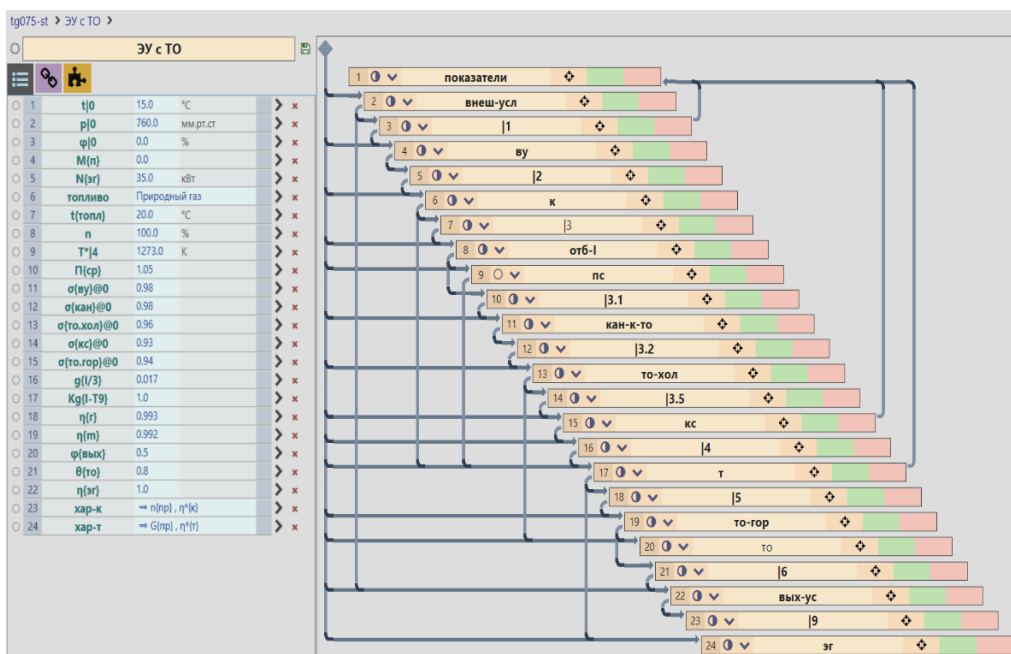 tg075-st > ЭУ с ТО >
ЭУ с ТО
1 t|0 15.0 °C
2 p|0 760.0 мм.рт.ст
3 φ|0 0.0 %
4 M{п} 0.0
5 N{эг} 35.0 кВт
6 топливо Природный газ
7 t{топл} 20.0 °C
8 n 100.0 %
9 T*|4 1273.0 K
10 П{ср} 1.05
11 σ{ву}@0 0.98
12 σ{кан}@0 0.98
13 σ{то.хол}@0 0.96
14 σ{кс}@0 0.93
15 σ{то.гор}@0 0.94
16 g{I/3} 0.017
17 Kg{I-T9} 1.0
18 η{г} 0.993
19 η{m} 0.992
20 φ{вых} 0.5
21 θ{то} 0.8
22 η{эг} 1.0
23 хар-к ⇒ n{пр} , η*{к}
24 хар-т ⇒ G{пр} , η*{т}
1 показатели
2 внеш-усл
3 |1
4 ву
5 |2
6 к
7 |3
8 отб-I
9 пс
10 |3.1
11 кан-к-то
12 |3.2
13 то-хол
14 |3.5
15 кс
16 |4
17 т
18 |5
19 то-гор
20 то
21 |6
22 вых-ус
23 |9
24 эг